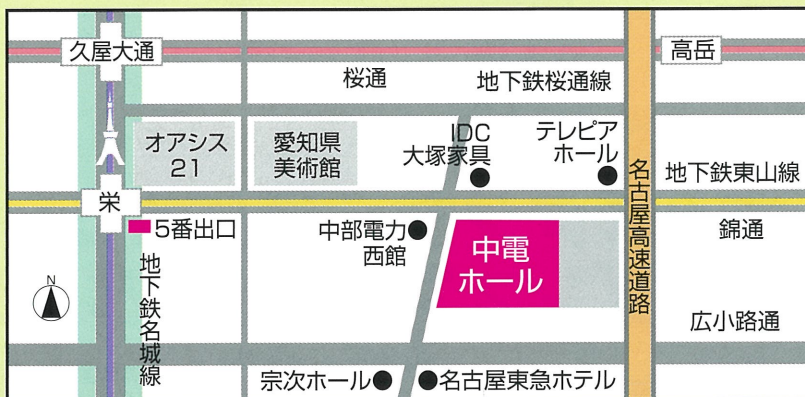 久屋大通
高岳
桜通
地下鉄桜通線
オアシス
21
愛知県
美術館
IDC
大塚家具
テレピア
ホール
地下鉄東山線
栄
5番出口
中部電力
西館
中電
ホール
名古屋高速道路
錦通
N
地下鉄名城線
広小路通
宗次ホール
名古屋東急ホテル